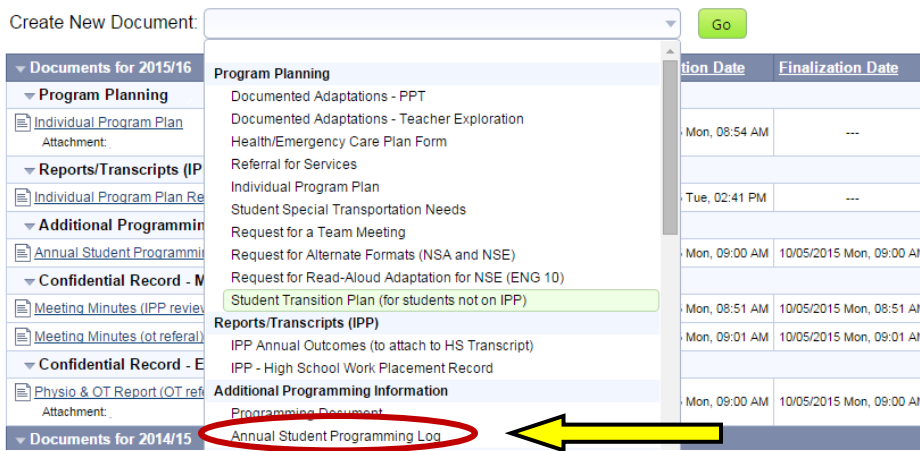 Create New Document: Go
Documents for 2015/16 tion Date Finalization Date
Program Planning
Individual Program Plan Mon, 08:54 AM ---
Attachment:
Reports/Transcripts (IP
Individual Program Plan Re Tue, 02:41 PM ---
Additional Programmin
Annual Student Programmi Mon, 09:00 AM 10/05/2015 Mon, 09:00 AM
Confidential Record - M
Meeting Minutes (IPP review Mon, 08:51 AM 10/05/2015 Mon, 08:51 AM
Meeting Minutes (ot referal) Mon, 09:01 AM 10/05/2015 Mon, 09:01 AM
Confidential Record - E
Physio & OT Report (OT refe Mon, 09:00 AM 10/05/2015 Mon, 09:00 AM
Attachment:
Documents for 2014/15
Program Planning
Documented Adaptations - PPT
Documented Adaptations - Teacher Exploration
Health/Emergency Care Plan Form
Referral for Services
Individual Program Plan
Student Special Transportation Needs
Request for a Team Meeting
Request for Alternate Formats (NSA and NSE)
Request for Read-Aloud Adaptation for NSE (ENG 10)
Student Transition Plan (for students not on IPP)
Reports/Transcripts (IPP)
IPP Annual Outcomes (to attach to HS Transcript)
IPP - High School Work Placement Record
Additional Programming Information
Programming Document
Annual Student Programming Log